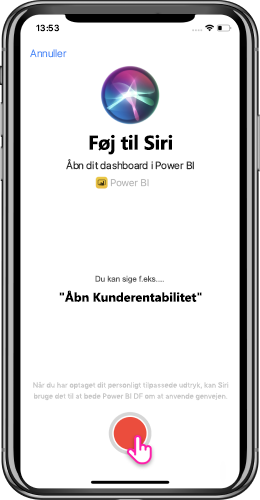 13:53
Annuller
Føj til Siri
Åbn dit dashboard i Power BI
Power BI
Du kan sige f.eks....
"Åbn Kunderentabilitet"
Når du har optaget dit personligt tilpassede udtryk, kan Siri
bruge det til at bede Power BI DF om at anvende genvejen.